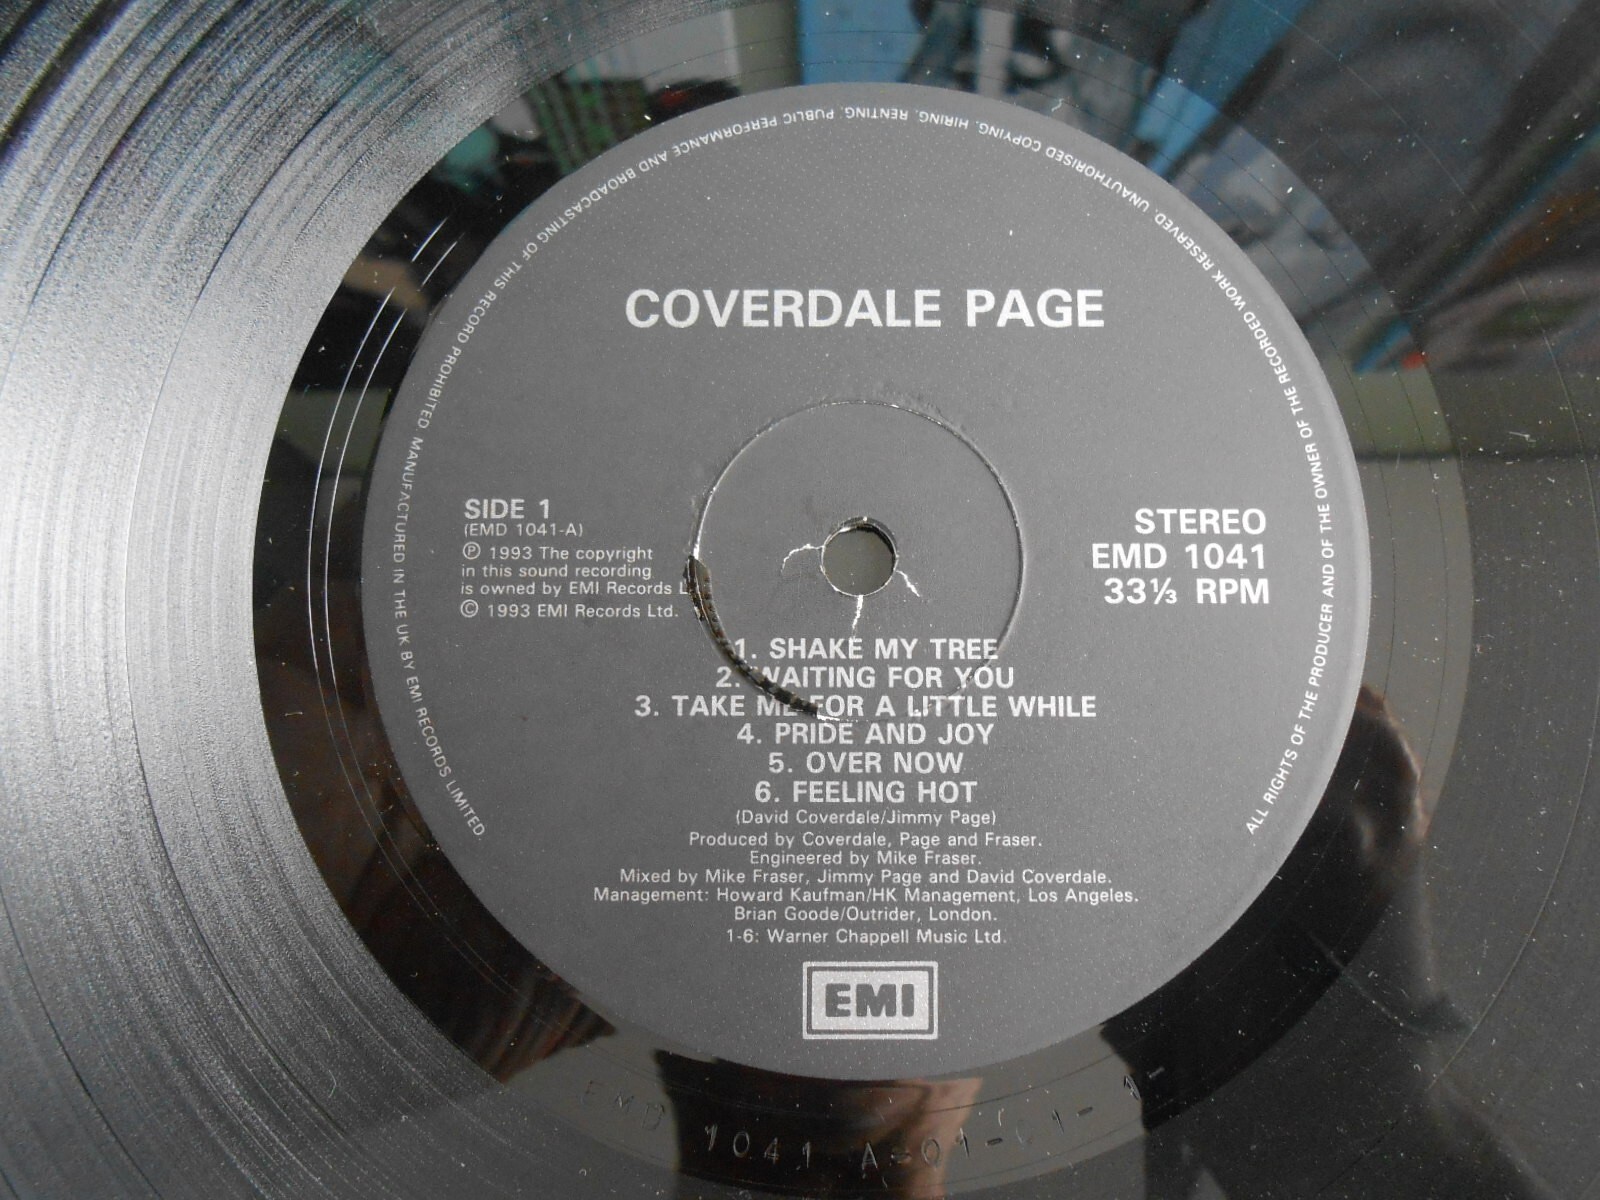 COVERDALE PAGE
SIDE 1
(EMD 1041-A)
℗ 1993 The copyright
in this sound recording
is owned by EMI Records L
© 1993 EMI Records Ltd.
STEREO
EMD 1041
33⅓ RPM
1. SHAKE MY TREE
2. WAITING FOR YOU
3. TAKE ME FOR A LITTLE WHILE
4. PRIDE AND JOY
5. OVER NOW
6. FEELING HOT
(David Coverdale/Jimmy Page)
Produced by Coverdale, Page and Fraser.
Engineered by Mike Fraser.
Mixed by Mike Fraser, Jimmy Page and David Coverdale.
Management: Howard Kaufman/HK Management, Los Angeles.
Brian Goode/Outrider, London.
1-6: Warner Chappell Music Ltd.
EMI
ALL RIGHTS OF THE PRODUCER AND OF THE OWNER OF THE RECORDED WORK RESERVED. UNAUTHORISED COPYING, HIRING, RENTING, PUBLIC PERFORMANCE AND BROADCASTING OF THIS RECORD PROHIBITED. MANUFACTURED IN THE UK BY EMI RECORDS LIMITED
EMD 1041 A-01-01-1-